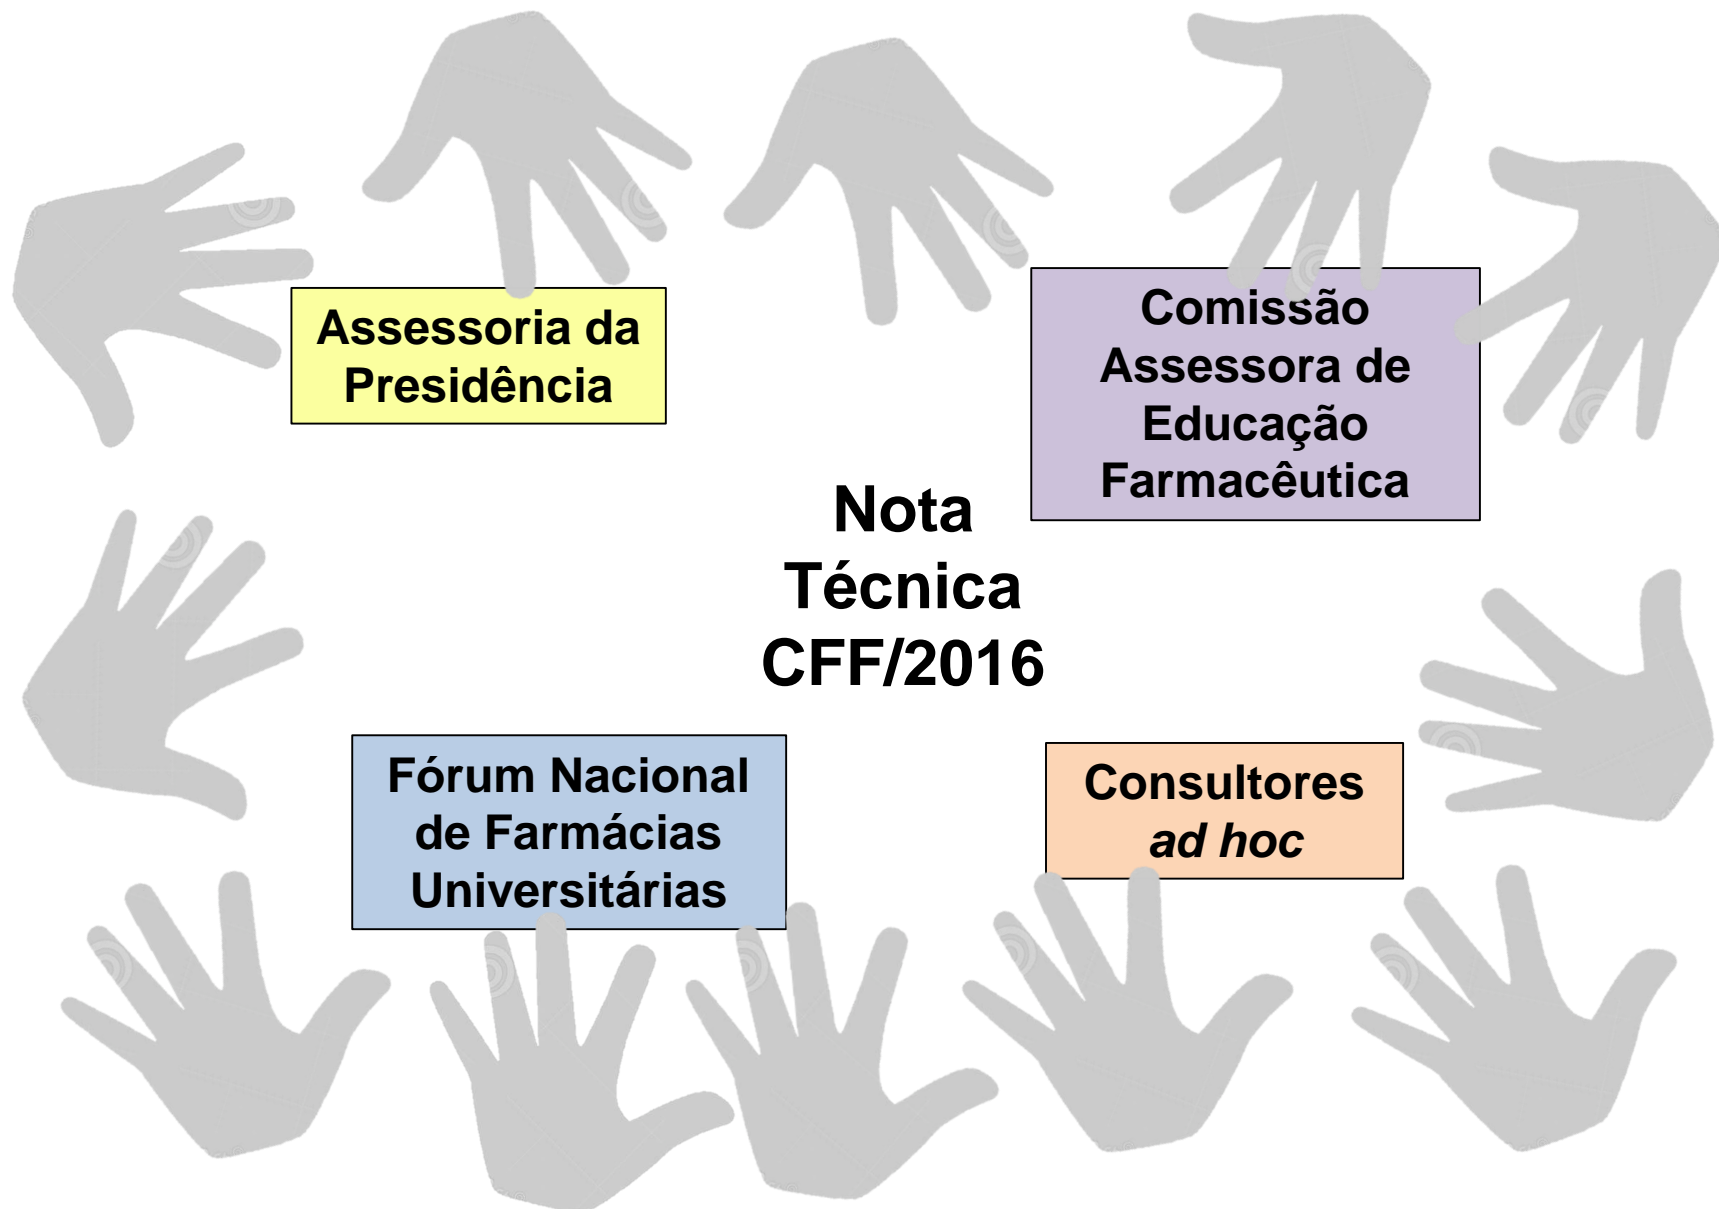 Assessoria da
Presidência
Comissão
Assessora de
Educação
Farmacêutica
Nota
Técnica
CFF/2016
Fórum Nacional
de Farmácias
Universitárias
Consultores
ad hoc